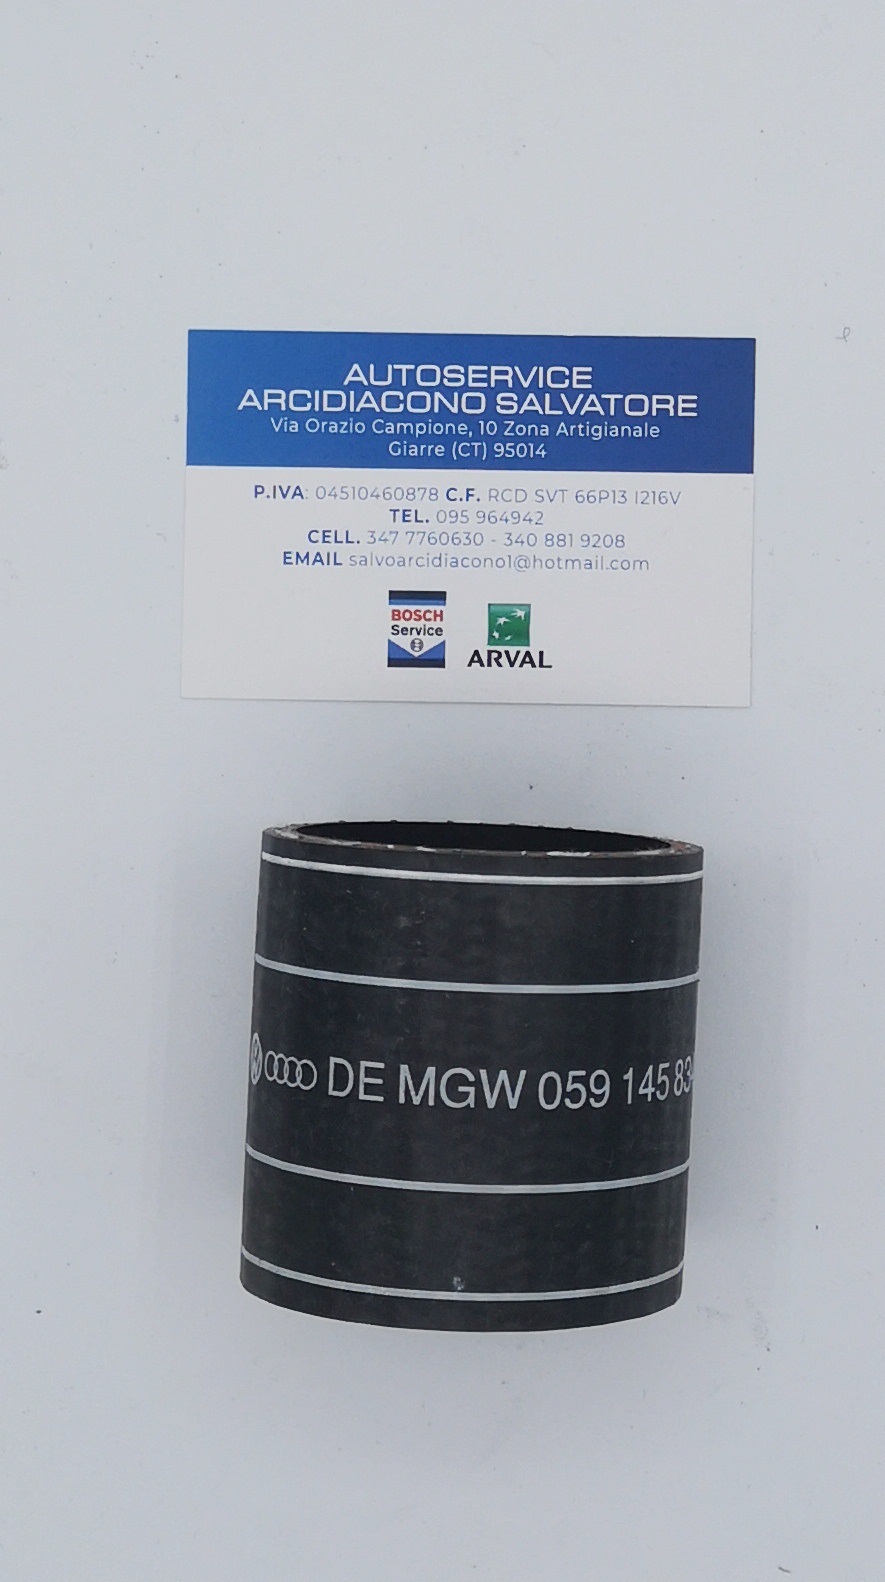 AUTOSERVICE
ARCIDIACONO SALVATORE
Via Orazio Campione, 10 Zona Artigianale
Giarre (CT) 95014
P.IVA: 04510460878 C.F. RCD SVT 66P13 I216V
TEL. 095 964942
CELL. 347 7760630 - 340 881 9208
EMAIL salvoarcidiacono1@hotmail.com
BOSCH
Service
ARVAL
DE MGW 059 145 83